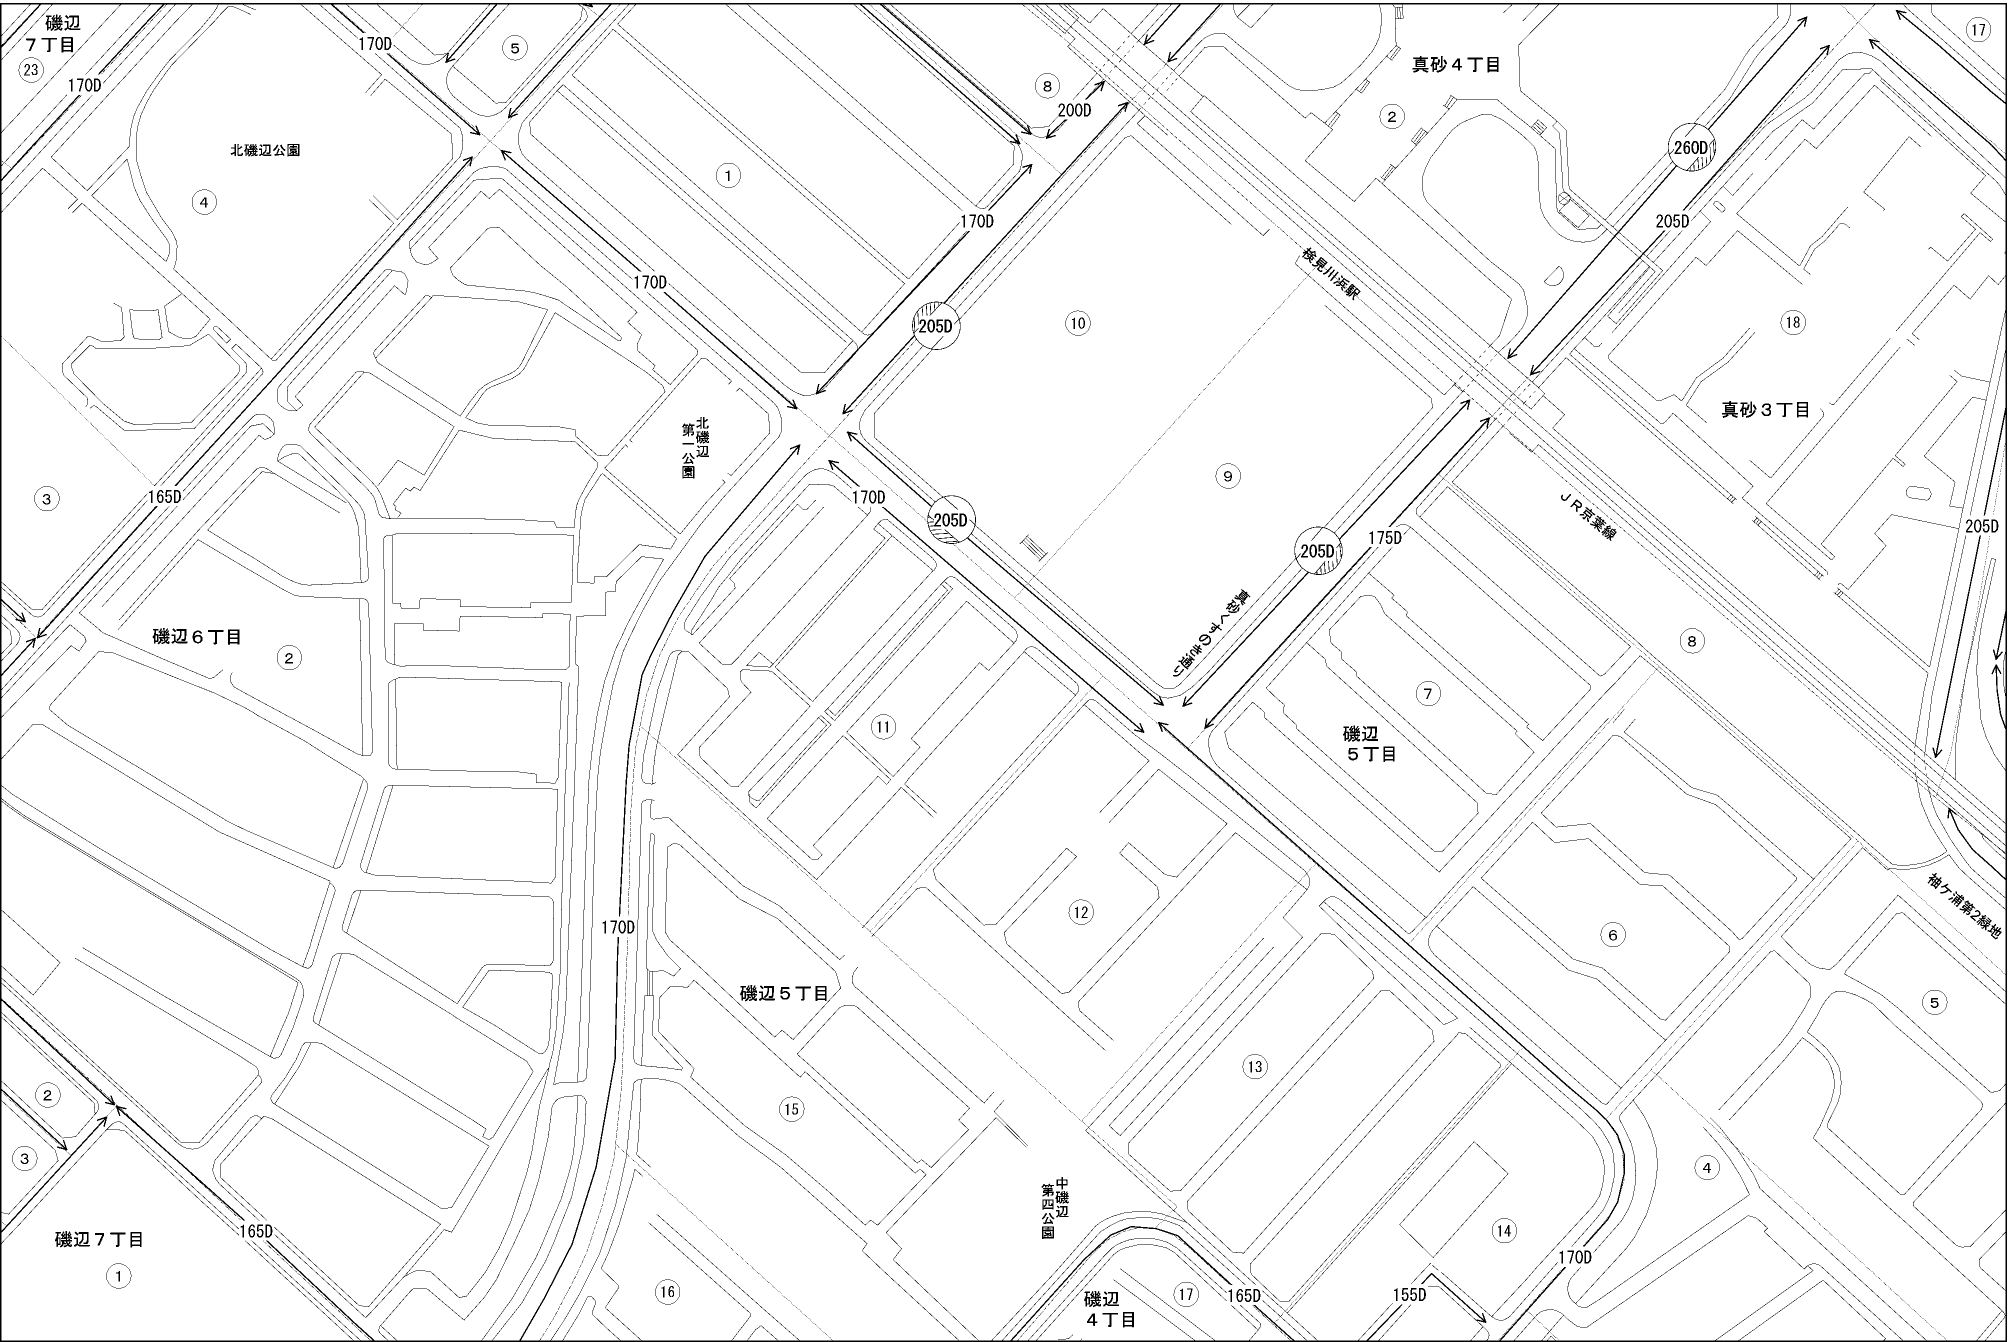 磯辺
７丁目
23
170D
170D
5
北磯辺公園
4
1
8
200D
真砂４丁目
2
17
260D
205D
170D
170D
205D
10
検見川浜駅
18
真砂３丁目
北磯辺
第一公園
3
165D
170D
205D
9
205D
175D
ＪＲ京葉線
205D
真砂くすのき通り
磯辺６丁目
2
11
7
磯辺
５丁目
8
袖ケ浦第2緑地
170D
12
6
磯辺５丁目
5
13
2
15
3
中磯辺
第四公園
4
14
165D
磯辺７丁目
1
16
磯辺
４丁目
17
165D
155D
170D